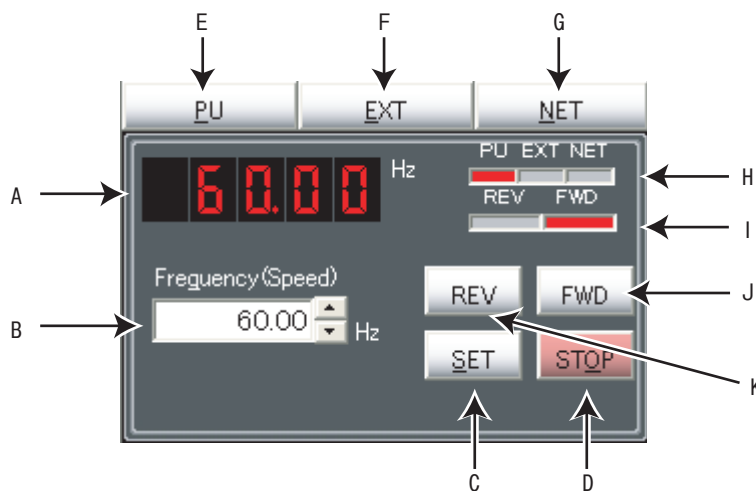 E F G
PU EXT NET
PU EXT NET
A 60.00 Hz H
REV FWD
I
Freguency(Speed)
REV FWD J
B 60.00 Hz
SET STOP K
C D